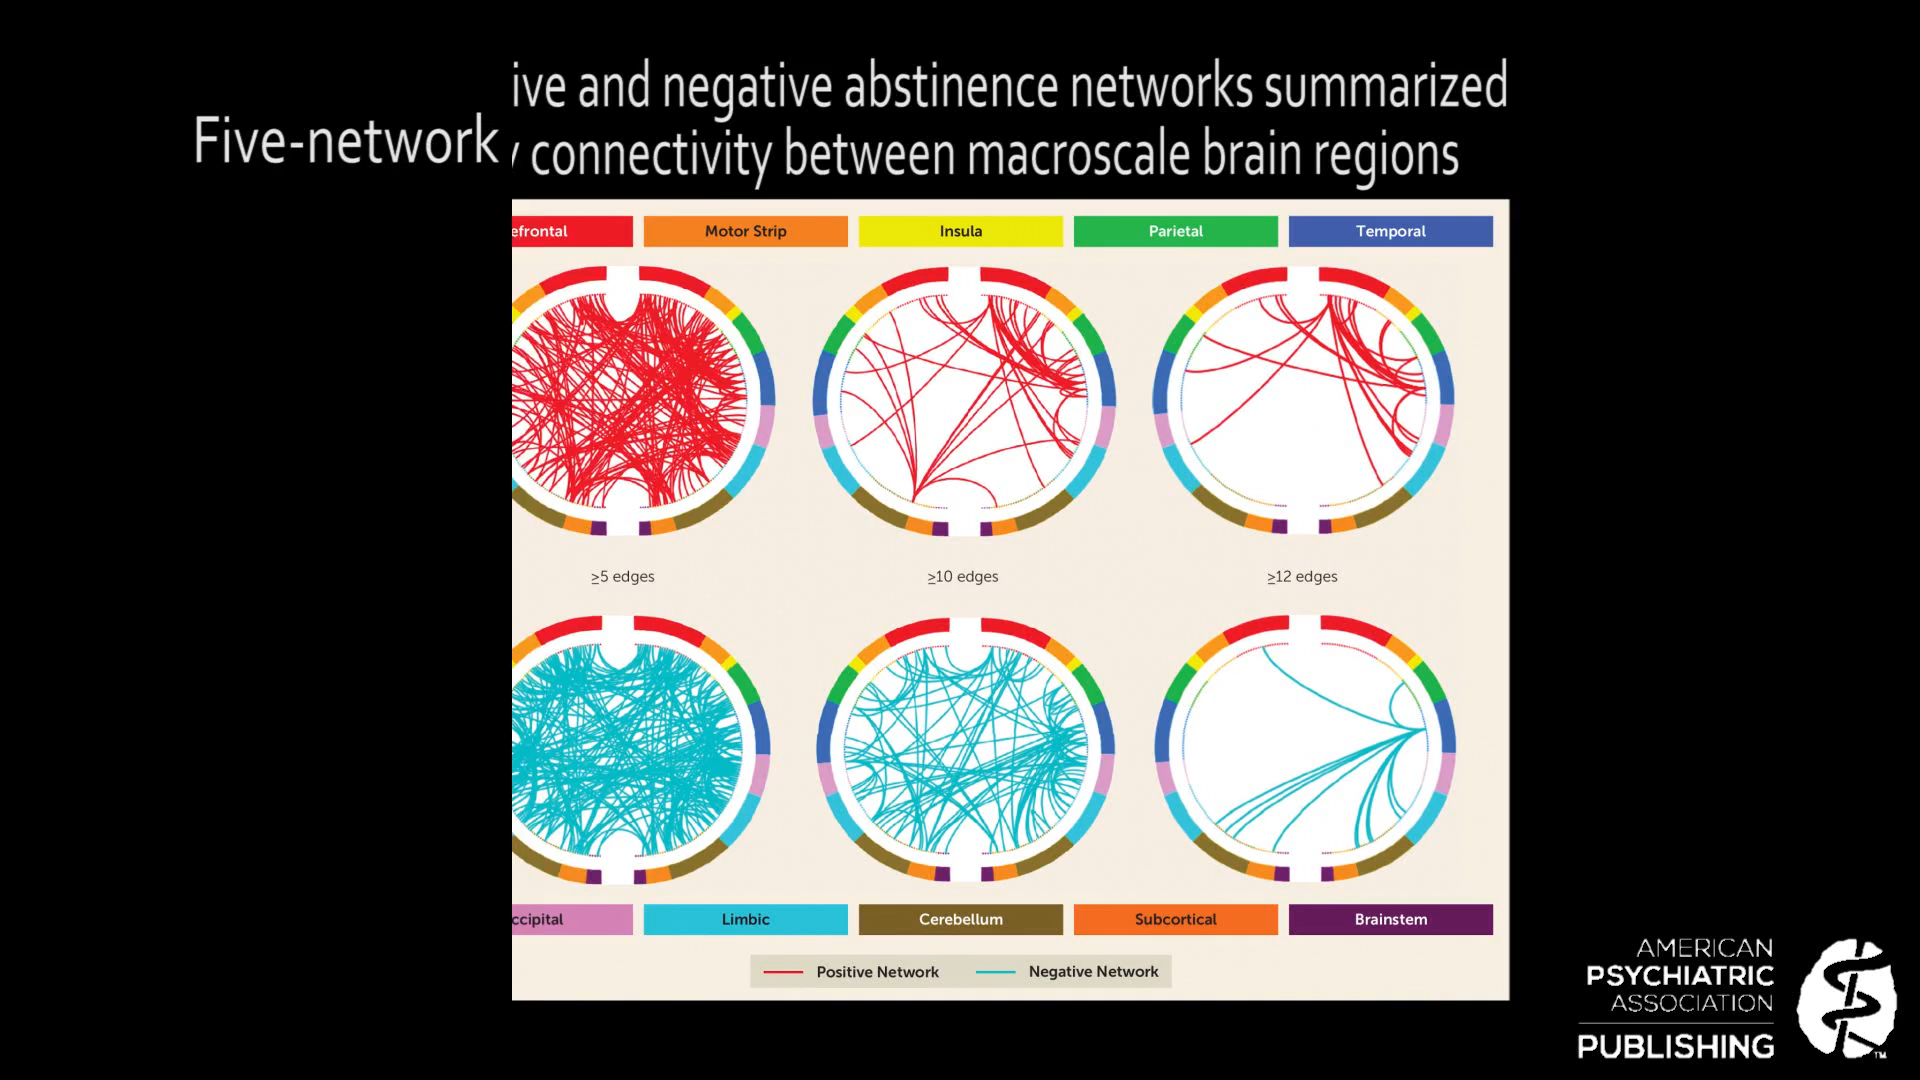 ive and negative abstinence networks summarized
Five-network
connectivity between macroscale brain regions
efrontal
Motor Strip
Insula
Parietal
Temporal
≥5 edges
≥10 edges
≥12 edges
ccipital
Limbic
Cerebellum
Subcortical
Brainstem
Positive Network
Negative Network
AMERICAN
PSYCHIATRIC
ASSOCIATION
PUBLISHING
TM